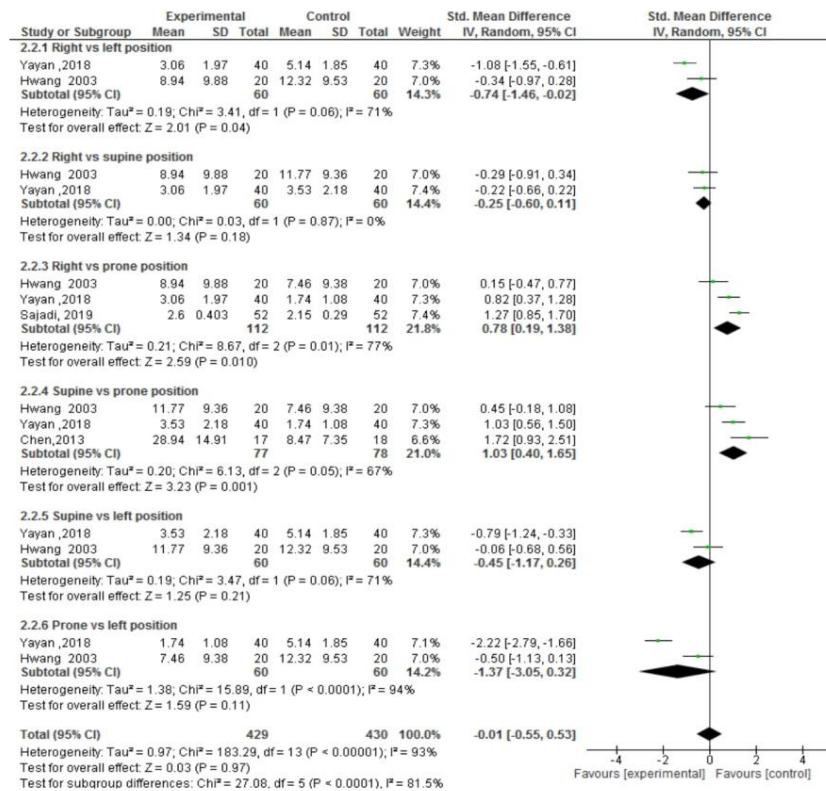 Experimental Control Std. Mean Difference Std. Mean Difference
Study or Subgroup Mean SD Total Mean SD Total Weight IV, Random, 95% CI IV, Random, 95% CI
2.2.1 Right vs left position
Yayan ,2018 3.06 1.97 40 5.14 1.85 40 7.3% -1.08 [-1.55, -0.61]
Hwang 2003 8.94 9.88 20 12.32 9.53 20 7.0% -0.34 [-0.97, 0.28]
Subtotal (95% CI) 60 60 14.3% -0.74 [-1.46, -0.02]
Heterogeneity: Tau² = 0.19; Chi² = 3.41, df = 1 (P = 0.06); I² = 71%
Test for overall effect: Z = 2.01 (P = 0.04)
2.2.2 Right vs supine position
Hwang 2003 8.94 9.88 20 11.77 9.36 20 7.0% -0.29 [-0.91, 0.34]
Yayan ,2018 3.06 1.97 40 3.53 2.18 40 7.4% -0.22 [-0.66, 0.22]
Subtotal (95% CI) 60 60 14.4% -0.25 [-0.60, 0.11]
Heterogeneity: Tau² = 0.00; Chi² = 0.03, df = 1 (P = 0.87); I² = 0%
Test for overall effect: Z = 1.34 (P = 0.18)
2.2.3 Right vs prone position
Hwang 2003 8.94 9.88 20 7.46 9.38 20 7.0% 0.15 [-0.47, 0.77]
Yayan ,2018 3.06 1.97 40 1.74 1.08 40 7.3% 0.82 [0.37, 1.28]
Sajadi, 2019 2.6 0.403 52 2.15 0.29 52 7.4% 1.27 [0.85, 1.70]
Subtotal (95% CI) 112 112 21.8% 0.78 [0.19, 1.38]
Heterogeneity: Tau² = 0.21; Chi² = 8.67, df = 2 (P = 0.01); I² = 77%
Test for overall effect: Z = 2.59 (P = 0.010)
2.2.4 Supine vs prone position
Hwang 2003 11.77 9.36 20 7.46 9.38 20 7.0% 0.45 [-0.18, 1.08]
Yayan ,2018 3.53 2.18 40 1.74 1.08 40 7.3% 1.03 [0.56, 1.50]
Chen,2013 28.94 14.91 17 8.47 7.35 18 6.6% 1.72 [0.93, 2.51]
Subtotal (95% CI) 77 78 21.0% 1.03 [0.40, 1.65]
Heterogeneity: Tau² = 0.20; Chi² = 6.13, df = 2 (P = 0.05); I² = 67%
Test for overall effect: Z = 3.23 (P = 0.001)
2.2.5 Supine vs left position
Yayan ,2018 3.53 2.18 40 5.14 1.85 40 7.3% -0.79 [-1.24, -0.33]
Hwang 2003 11.77 9.36 20 12.32 9.53 20 7.0% -0.06 [-0.68, 0.56]
Subtotal (95% CI) 60 60 14.4% -0.45 [-1.17, 0.26]
Heterogeneity: Tau² = 0.19; Chi² = 3.47, df = 1 (P = 0.06); I² = 71%
Test for overall effect: Z = 1.25 (P = 0.21)
2.2.6 Prone vs left position
Yayan ,2018 1.74 1.08 40 5.14 1.85 40 7.1% -2.22 [-2.79, -1.66]
Hwang 2003 7.46 9.38 20 12.32 9.53 20 7.0% -0.50 [-1.13, 0.13]
Subtotal (95% CI) 60 60 14.2% -1.37 [-3.05, 0.32]
Heterogeneity: Tau² = 1.38; Chi² = 15.89, df = 1 (P < 0.0001); I² = 94%
Test for overall effect: Z = 1.59 (P = 0.11)
Total (95% CI) 429 430 100.0% -0.01 [-0.55, 0.53]
Heterogeneity: Tau² = 0.97; Chi² = 183.29, df = 13 (P < 0.00001); I² = 93%
Test for overall effect: Z = 0.03 (P = 0.97)
Test for subgroup differences: Chi² = 27.08, df = 5 (P < 0.0001), I² = 81.5%
-4 -2 0 2 4
Favours [experimental] Favours [control]